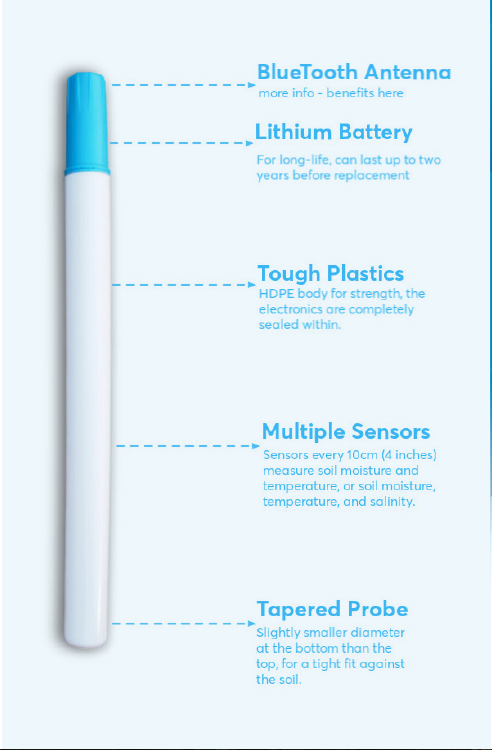 BlueTooth Antenna
more info - benefits here
Lithium Battery
For long-life, can last up to two
years before replacement
Tough Plastics
HDPE body for strength, the
electronics are completely
sealed within.
Multiple Sensors
Sensors every 10cm (4 inches)
measure soil moisture and
temperature, or soil moisture,
temperature, and salinity.
Tapered Probe
Slightly smaller diameter
at the bottom than the
top, for a tight fit against
the soil.